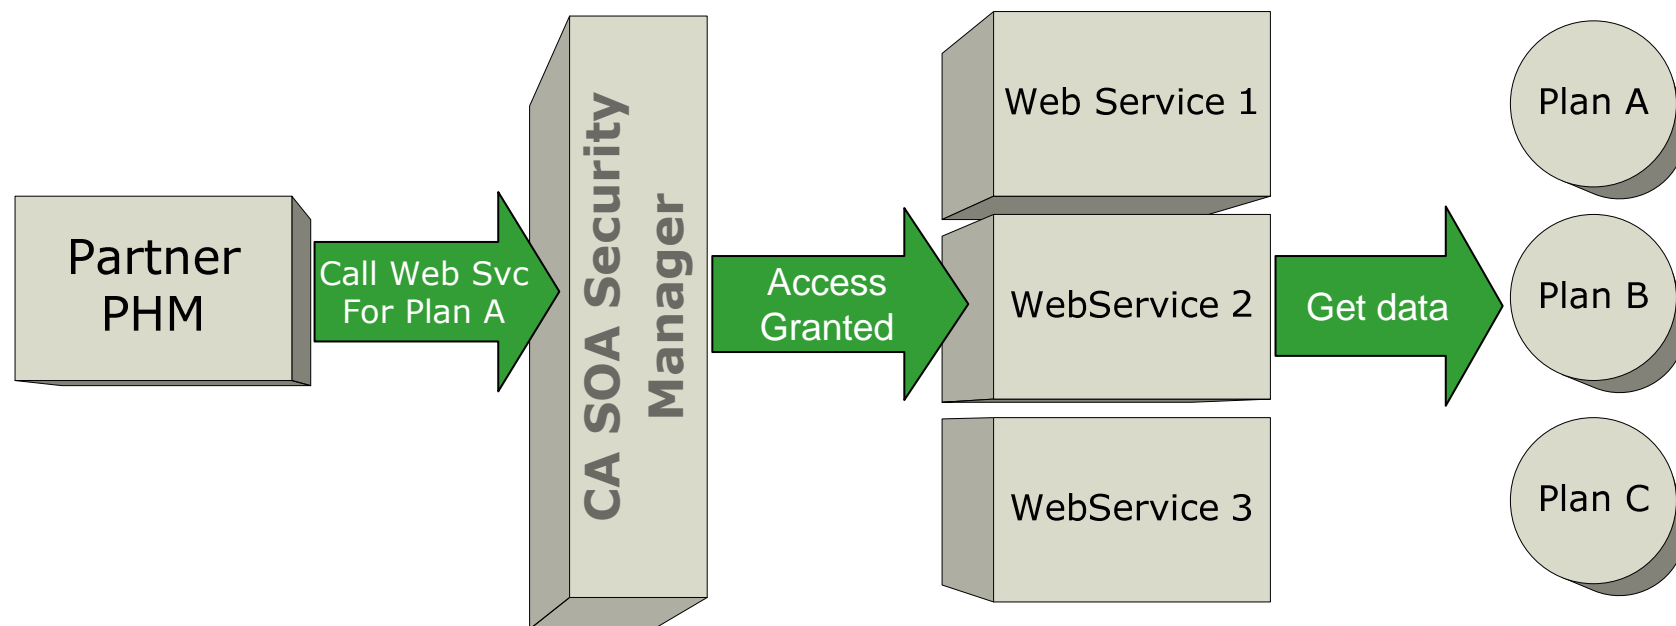 Partner
PHM
Call Web Svc
For Plan A
CA SOA Security
Manager
Access
Granted
Web Service 1
WebService 2
WebService 3
Get data
Plan A
Plan B
Plan C